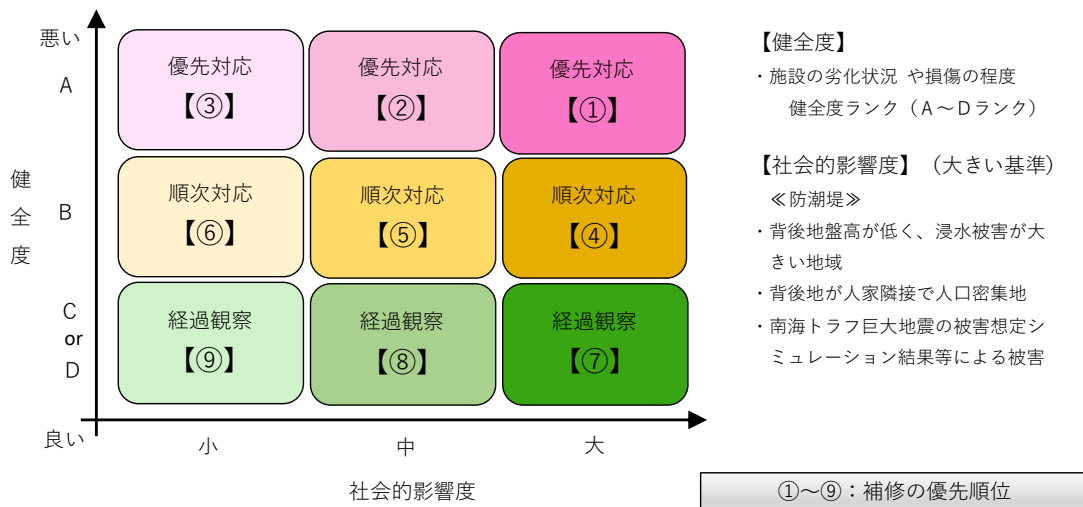 悪い
A
健
全
度
B
C
or
D
良い
優先対応
【③】
優先対応
【②】
優先対応
【①】
順次対応
【⑥】
順次対応
【⑤】
順次対応
【④】
経過観察
【⑨】
経過観察
【⑧】
経過観察
【⑦】
小
中
大
社会的影響度
【健全度】
・施設の劣化状況 や損傷の程度
健全度ランク（A～Dランク）
【社会的影響度】（大きい基準）
≪防潮堤≫
・背後地盤高が低く、浸水被害が大
きい地域
・背後地が人家隣接で人口密集地
・南海トラフ巨大地震の被害想定シ
ミュレーション結果等による被害
①～⑨：補修の優先順位